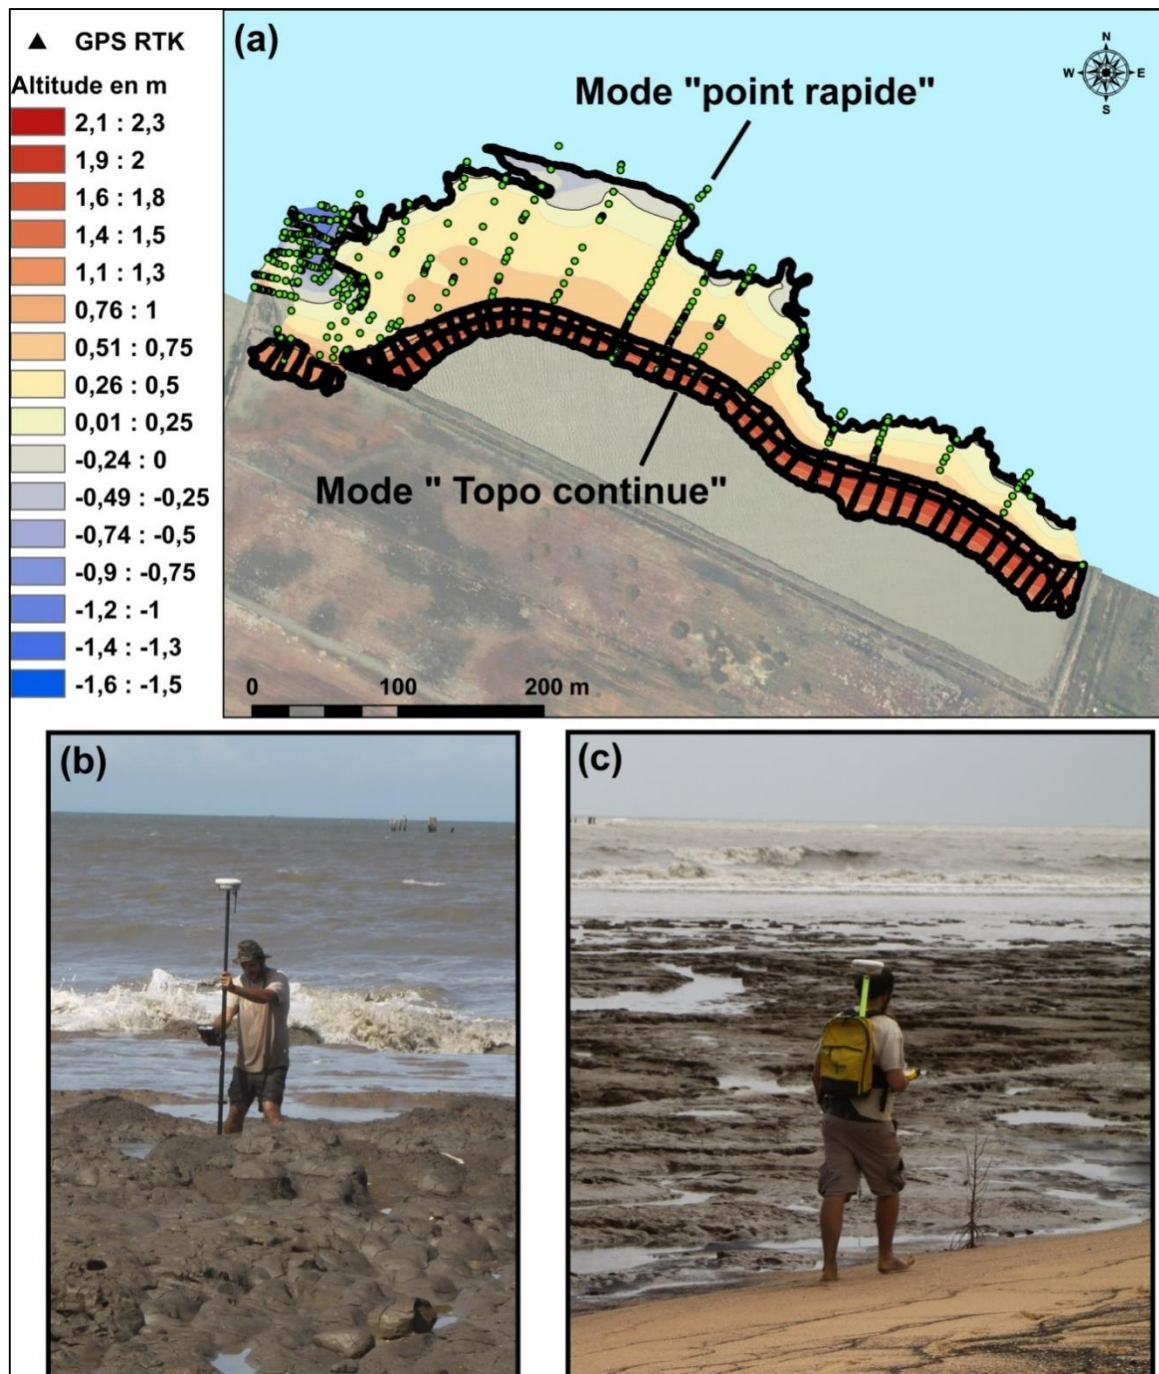 GPS RTK
Altitude en m
2,1 : 2,3
1,9 : 2
1,6 : 1,8
1,4 : 1,5
1,1 : 1,3
0,76 : 1
0,51 : 0,75
0,26 : 0,5
0,01 : 0,25
-0,24 : 0
-0,49 : -0,25
-0,74 : -0,5
-0,9 : -0,75
-1,2 : -1
-1,4 : -1,3
-1,6 : -1,5
(a)
N
W E
S
Mode "point rapide"
Mode " Topo continue"
0 100 200 m
(b)
(c)